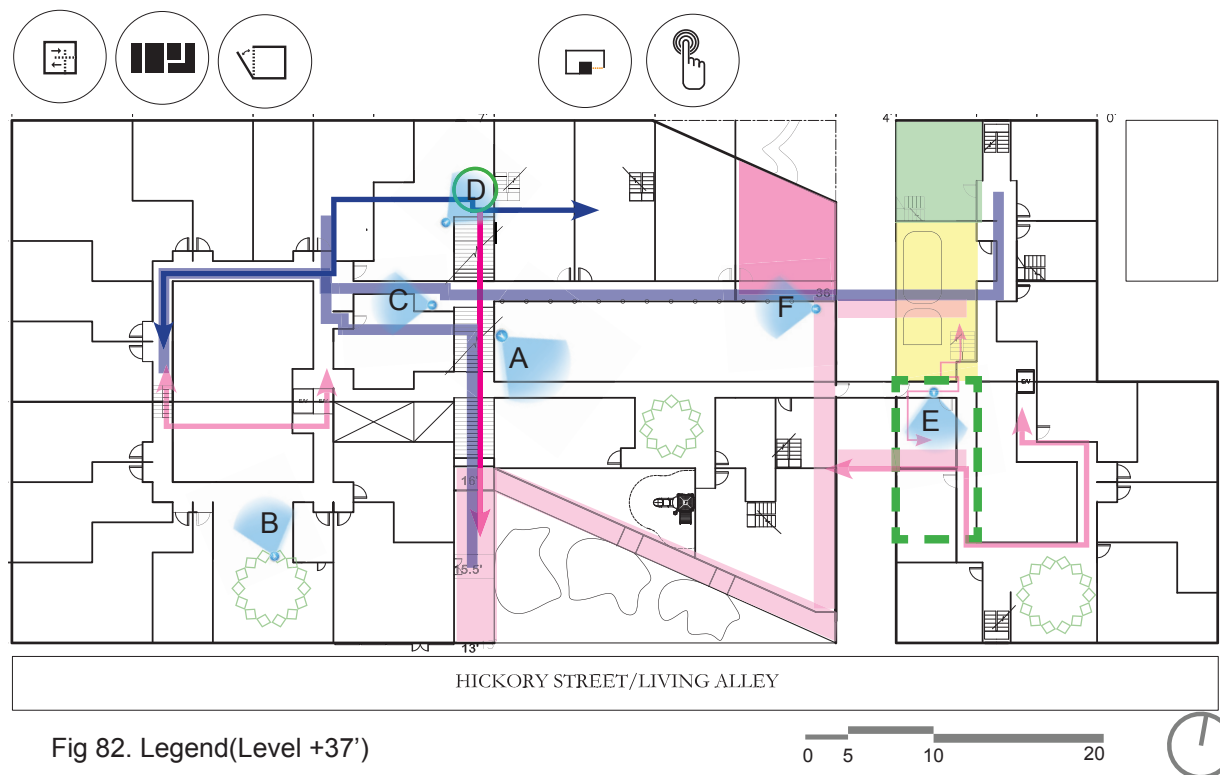 7'
4'
0'
D
C
F
36'
A
E
16'
B
15.5'
13'
HICKORY STREET/LIVING ALLEY
Fig 82. Legend(Level +37’)
0 5 10 20